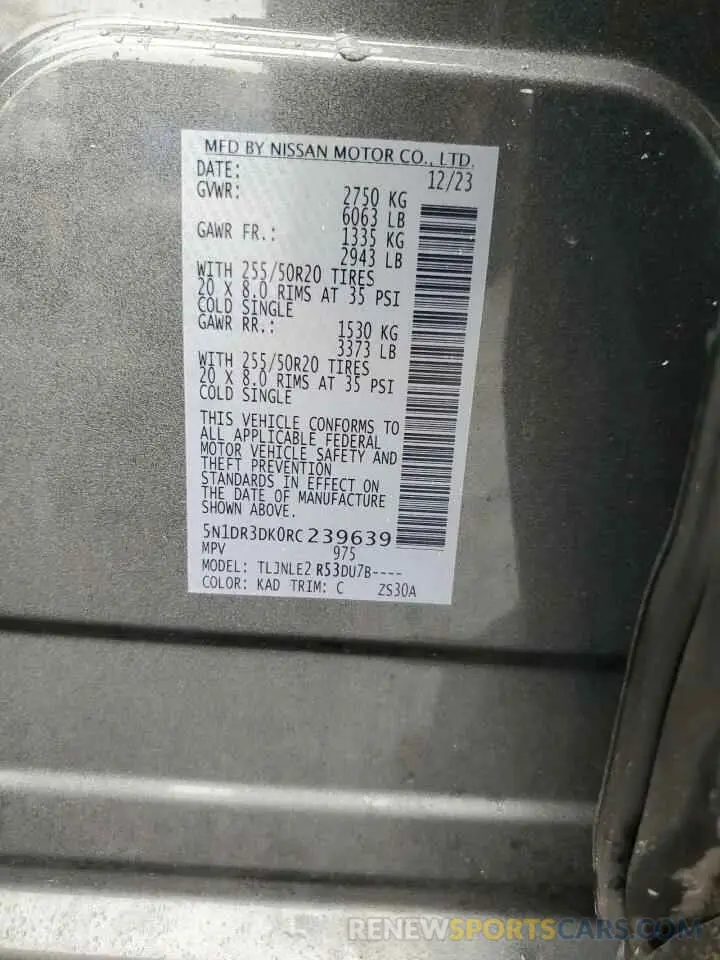 MFD BY NISSAN MOTOR CO., LTD.
DATE: 12/23
GVWR: 2750 KG
6063 LB
GAWR FR.: 1335 KG
2943 LB
WITH 255/50R20 TIRES
20 X 8.0 RIMS AT 35 PSI
COLD SINGLE
GAWR RR.: 1530 KG
3373 LB
WITH 255/50R20 TIRES
20 X 8.0 RIMS AT 35 PSI
COLD SINGLE
THIS VEHICLE CONFORMS TO
ALL APPLICABLE FEDERAL
MOTOR VEHICLE SAFETY AND
THEFT PREVENTION
STANDARDS IN EFFECT ON
THE DATE OF MANUFACTURE
SHOWN ABOVE.
5N1DR3DK0RC239639
MPV 975
MODEL: TLJNLE2 R53DU7B----
COLOR: KAD TRIM: C ZS30A
RENEWSPORTSCARS.COM